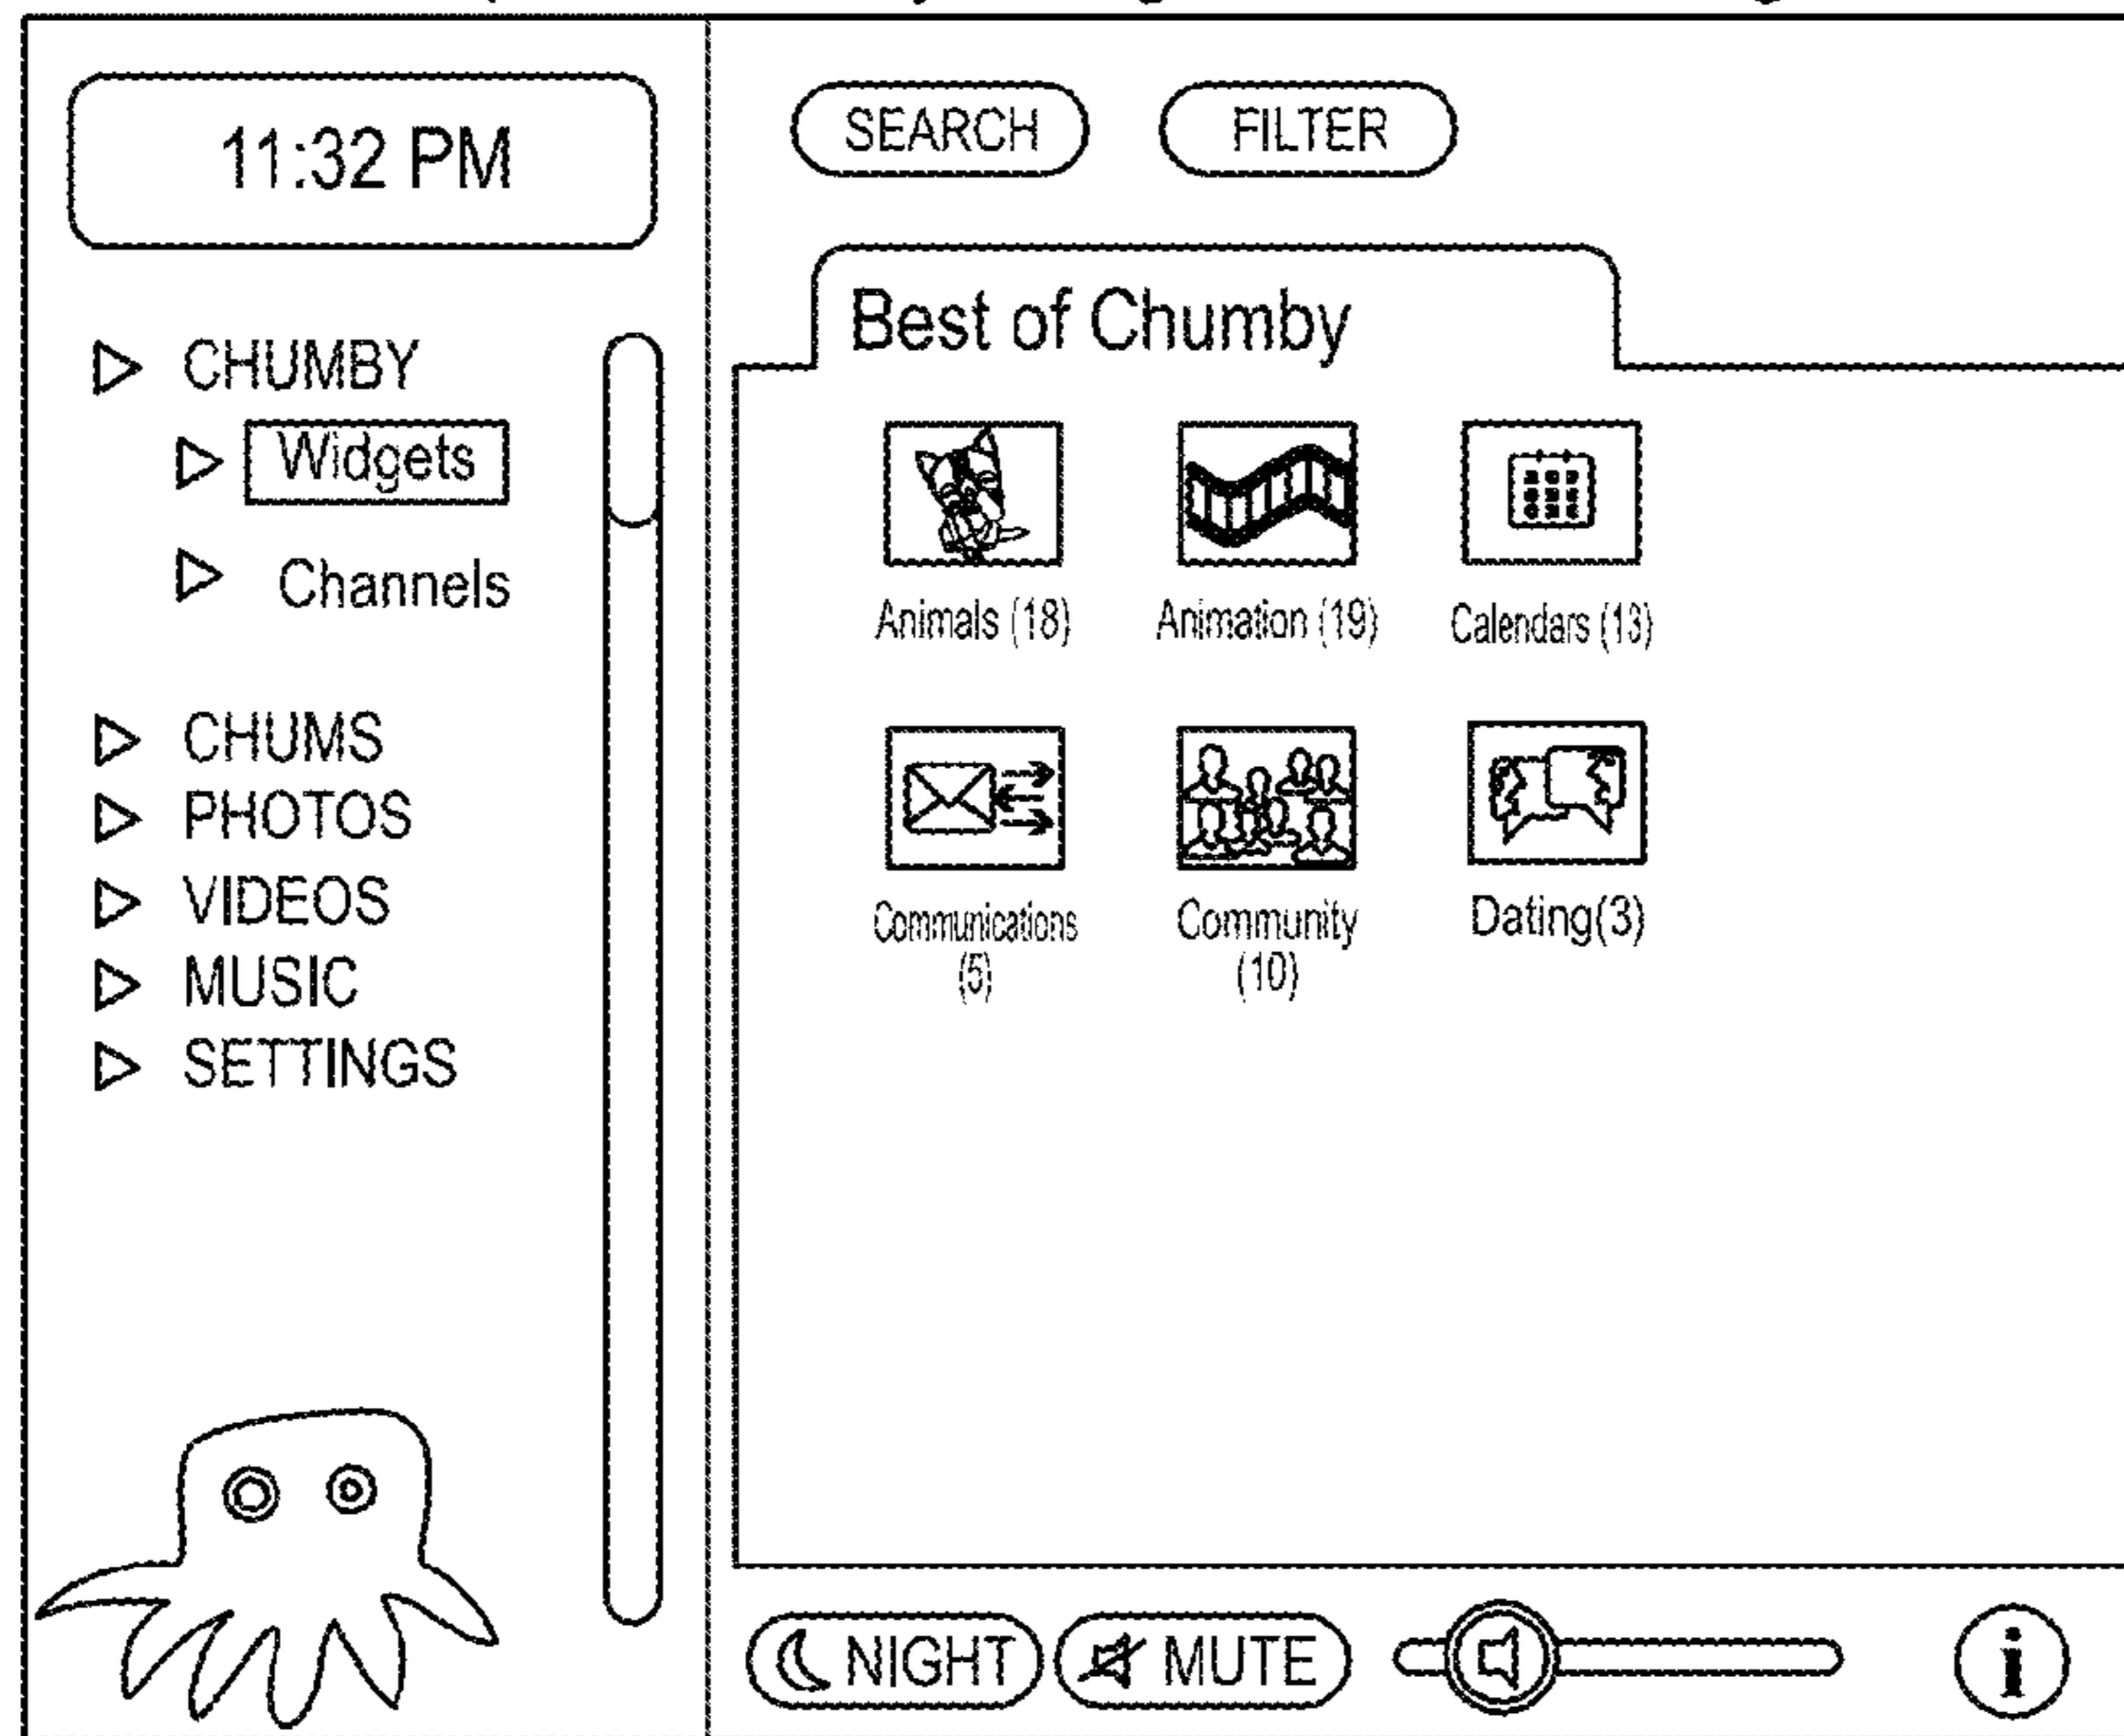 11:32 PM
CHUMBY
Widgets
Channels
CHUMS
PHOTOS
VIDEOS
MUSIC
SETTINGS
SEARCH
FILTER
Best of Chumby
Animals (18)
Animation (19)
Calendars (13)
Communications
(5)
Community
(10)
Dating(3)
NIGHT
MUTE
i